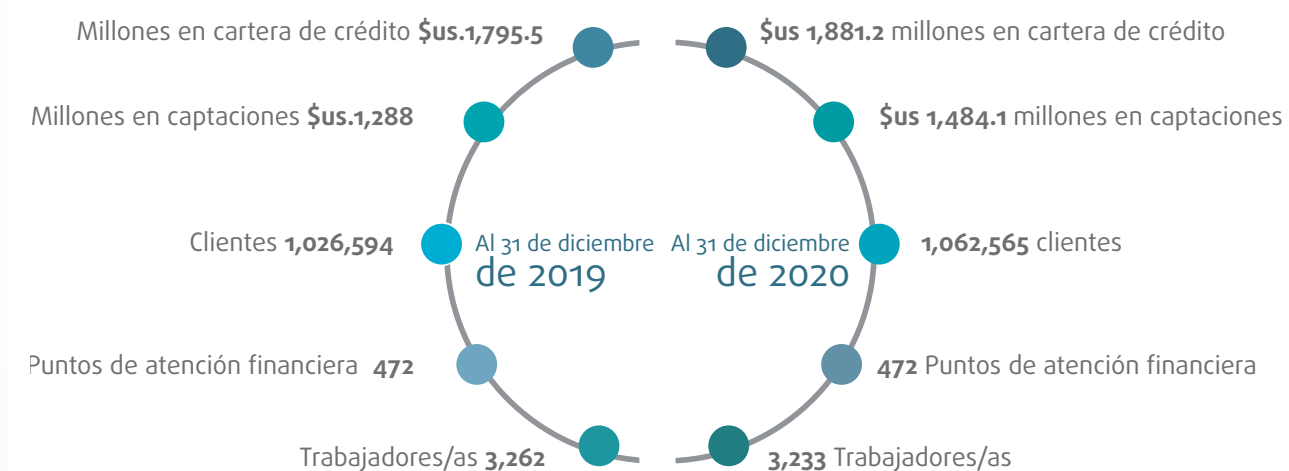 Millones en cartera de crédito $us.1,795.5
Millones en captaciones $us.1,288
Clientes 1,026,594
Puntos de atención financiera 472
Trabajadores/as 3,262
Al 31 de diciembre
de 2019
Al 31 de diciembre
de 2020
$us 1,881.2 millones en cartera de crédito
$us 1,484.1 millones en captaciones
1,062,565 clientes
472 Puntos de atención financiera
3,233 Trabajadores/as